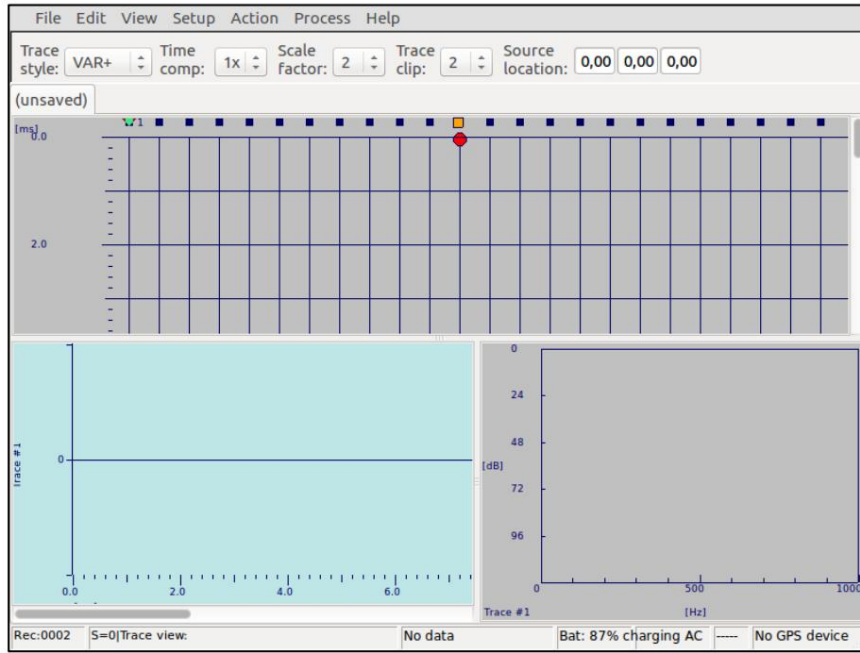 File Edit View Setup Action Process Help
Trace style: VAR+ Time comp: 1x Scale factor: 2 Trace clip: 2 Source location: 0,00 0,00 0,00
(unsaved)
1
[ms]
0.0
2.0
Trace #1
0
0.0 2.0 4.0 6.0
0
24
48
[dB]
72
96
0 500 1000
Trace #1 [Hz]
Rec:0002 S=0|Trace view: No data Bat: 87% charging AC ----- No GPS device